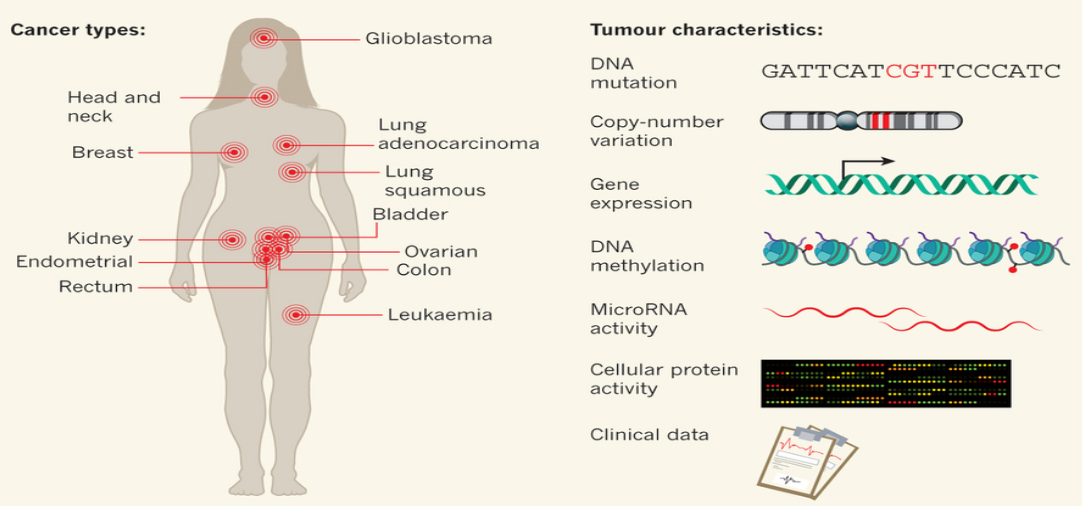 Cancer types:
Glioblastoma
Head and
neck
Lung
adenocarcinoma
Breast
Lung
squamous
Bladder
Kidney
Ovarian
Endometrial
Colon
Rectum
Leukaemia
Tumour characteristics:
DNA
mutation
GATTCATCGTTCCCATC
Copy-number
variation
Gene
expression
DNA
methylation
MicroRNA
activity
Cellular protein
activity
Clinical data